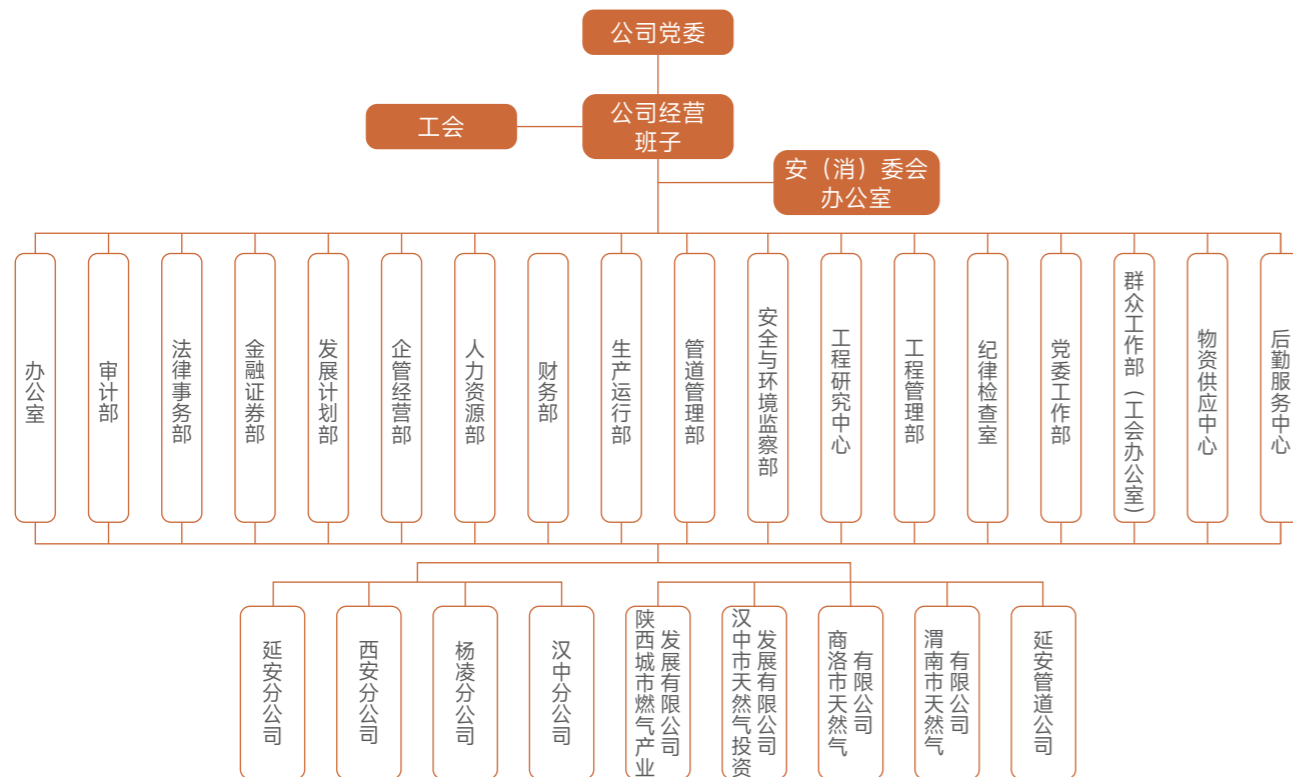 公司党委
工会
公司经营
班子
安（消）委会
办公室
办公室
审计部
法律事务部
金融证券部
发展计划部
企管经营部
人力资源部
财务部
生产运行部
管道管理部
安全与环境监察部
工程研究中心
工程管理部
纪律检查室
党委工作部
群众工作部（工会办公室）
物资供应中心
后勤服务中心
延安分公司
西安分公司
杨凌分公司
汉中分公司
陕西城市燃气产业
发展有限公司
汉中市天然气投资
发展有限公司
商洛市天然气
有限公司
渭南市天然气
有限公司
延安管道公司